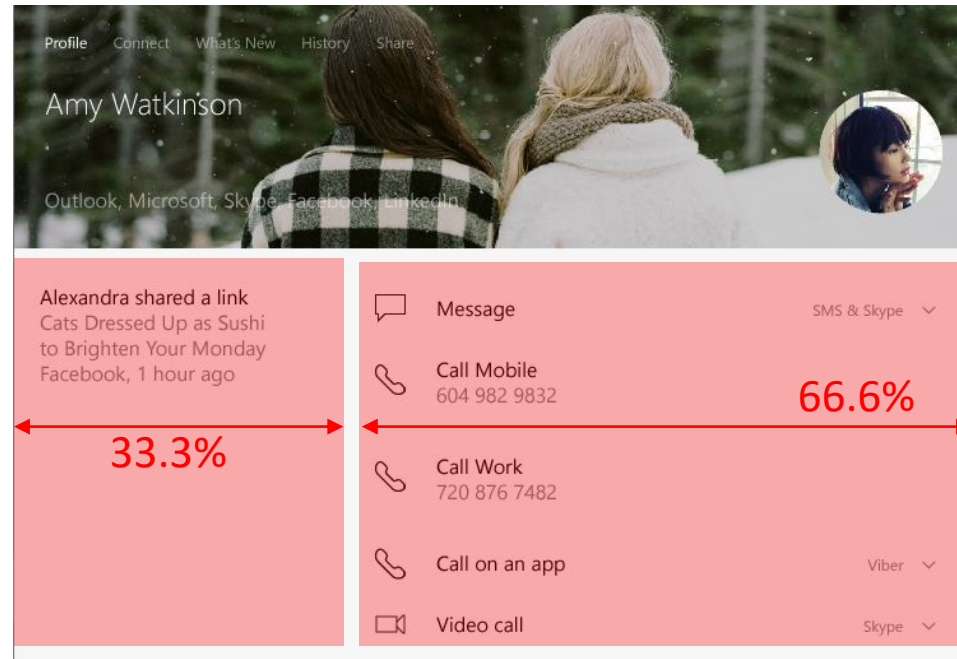 Profile Connect What's New History Share
Amy Watkinson
Outlook, Microsoft, Skype, Facebook, LinkedIn
Alexandra shared a link
Cats Dressed Up as Sushi
to Brighten Your Monday
Facebook, 1 hour ago
33.3%
Message SMS & Skype
Call Mobile
604 982 9832
66.6%
Call Work
720 876 7482
Call on an app Viber
Video call Skype